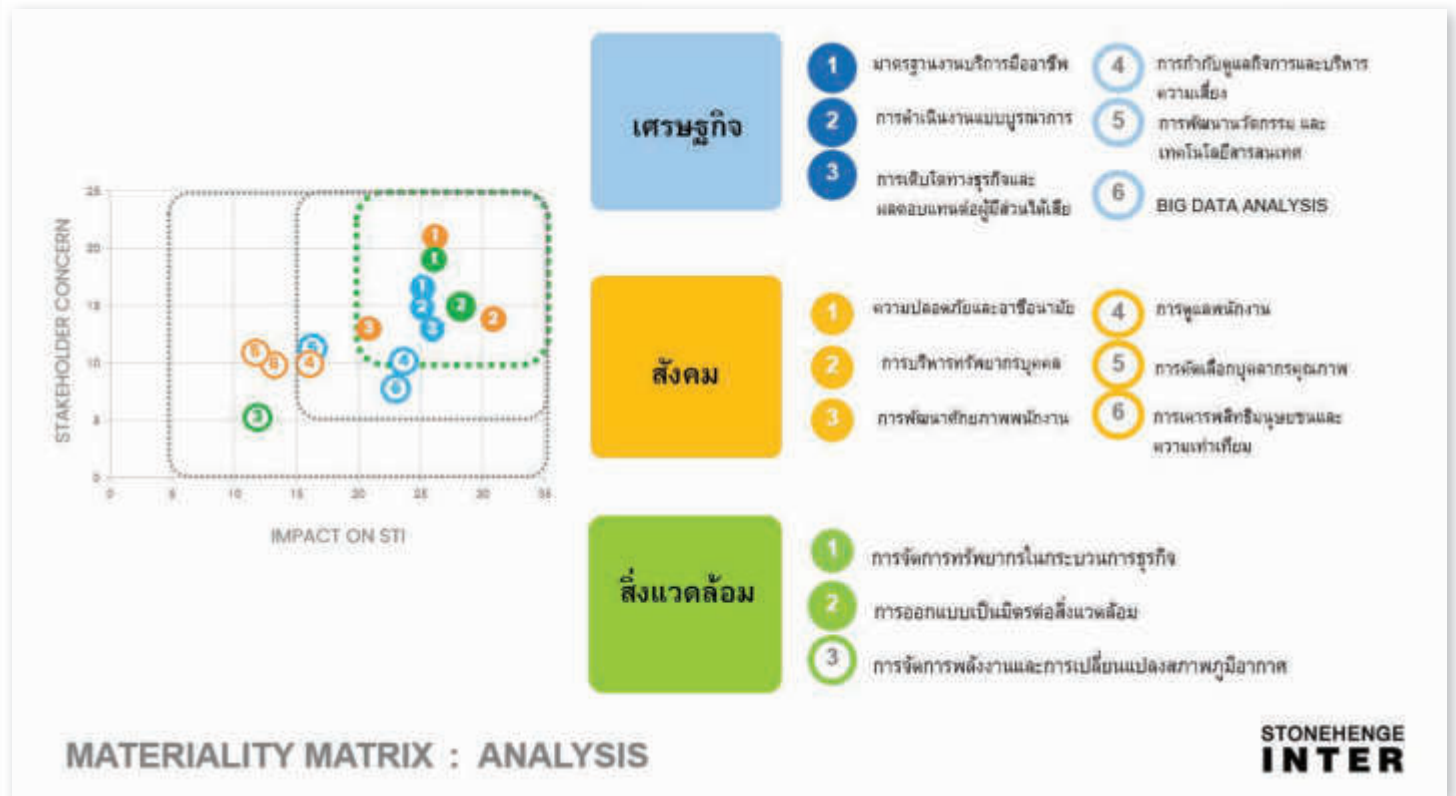 เศรษฐกิจ
1 มาตรฐานงานบริการมืออาชีพ
2 การดำเนินงานแบบบูรณาการ
3 การเติบโตทางธุรกิจและ
ผลตอบแทนต่อผู้มีส่วนได้เสีย
4 การกำกับดูแลกิจการและบริหาร
ความเสี่ยง
5 การพัฒนานวัตกรรม และ
เทคโนโลยีสารสนเทศ
6 BIG DATA ANALYSIS
STAKEHOLDER CONCERN
25
20
15
10
5
0
0 5 10 15 20 25 30 35
IMPACT ON STI
1
1
1
2 2 2
3 3
5
6 6 4 4
6
3
สังคม
1 ความปลอดภัยและอาชีอนามัย
2 การบริหารทรัพยากรบุคคล
3 การพัฒนาศักยภาพพนักงาน
4 การดูแลพนักงาน
5 การคัดเลือกบุคลากรคุณภาพ
6 การเคารพสิทธิมนุษยชนและ
ความเท่าเทียม
สิ่งแวดล้อม
1 การจัดการทรัพยากรในกระบวนการธุรกิจ
2 การออกแบบเป็นมิตรต่อสิ่งแวดล้อม
3 การจัดการพลังงานและการเปลี่ยนแปลงสภาพภูมิอากาศ
MATERIALITY MATRIX : ANALYSIS
STONEHENGE
INTER